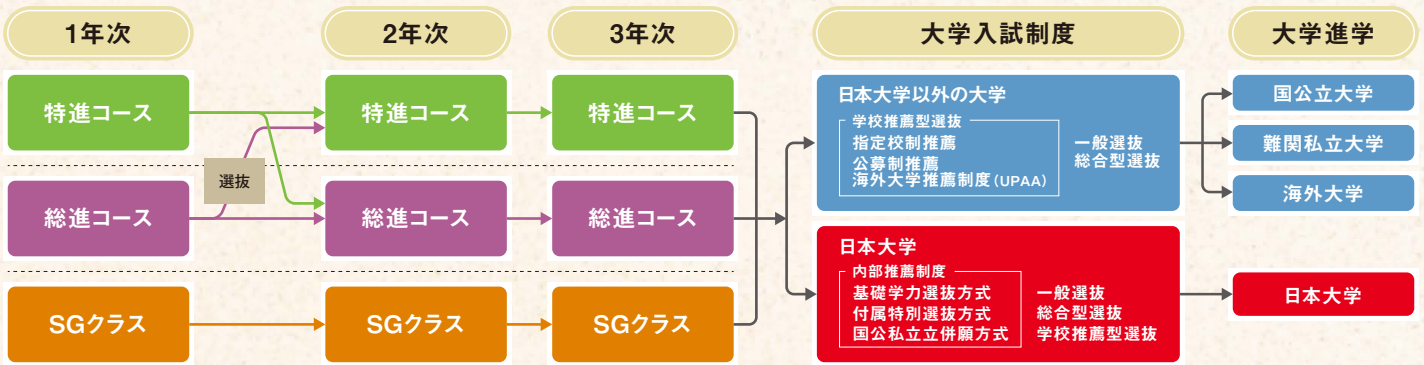 1年次
2年次
3年次
大学入試制度
大学進学
特進コース
特進コース
特進コース
選抜
総進コース
総進コース
総進コース
SGクラス
SGクラス
SGクラス
日本大学以外の大学
学校推薦型選抜
指定校制推薦
公募制推薦
海外大学推薦制度(UPAA)
一般選抜
総合型選抜
日本大学
内部推薦制度
基礎学力選抜方式
付属特別選抜方式
国公私立立併願方式
一般選抜
総合型選抜
学校推薦型選抜
国公立大学
難関私立大学
海外大学
日本大学